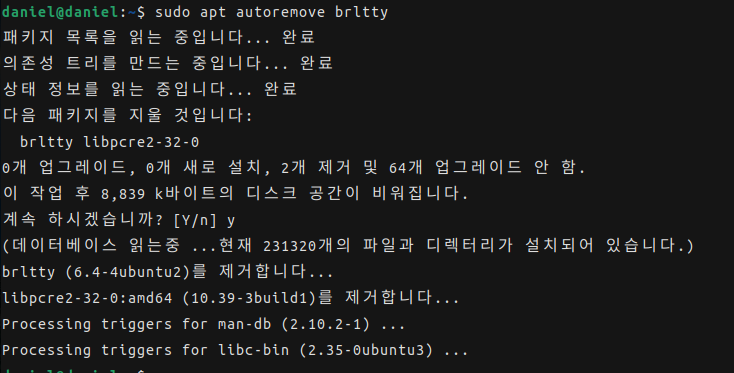 daniel@daniel:~$ sudo apt autoremove brltty
패키지 목록을 읽는 중입니다... 완료
의존성 트리를 만드는 중입니다... 완료
상태 정보를 읽는 중입니다... 완료
다음 패키지를 지울 것입니다:
  brltty libpcre2-32-0
0개 업그레이드, 0개 새로 설치, 2개 제거 및 64개 업그레이드 안 함.
이 작업 후 8,839 k바이트의 디스크 공간이 비워집니다.
계속 하시겠습니까? [Y/n] y
(데이터베이스 읽는중 ...현재 231320개의 파일과 디렉터리가 설치되어 있습니다.)
brltty (6.4-4ubuntu2)를 제거합니다...
libpcre2-32-0:amd64 (10.39-3build1)를 제거합니다...
Processing triggers for man-db (2.10.2-1) ...
Processing triggers for libc-bin (2.35-0ubuntu3) ...